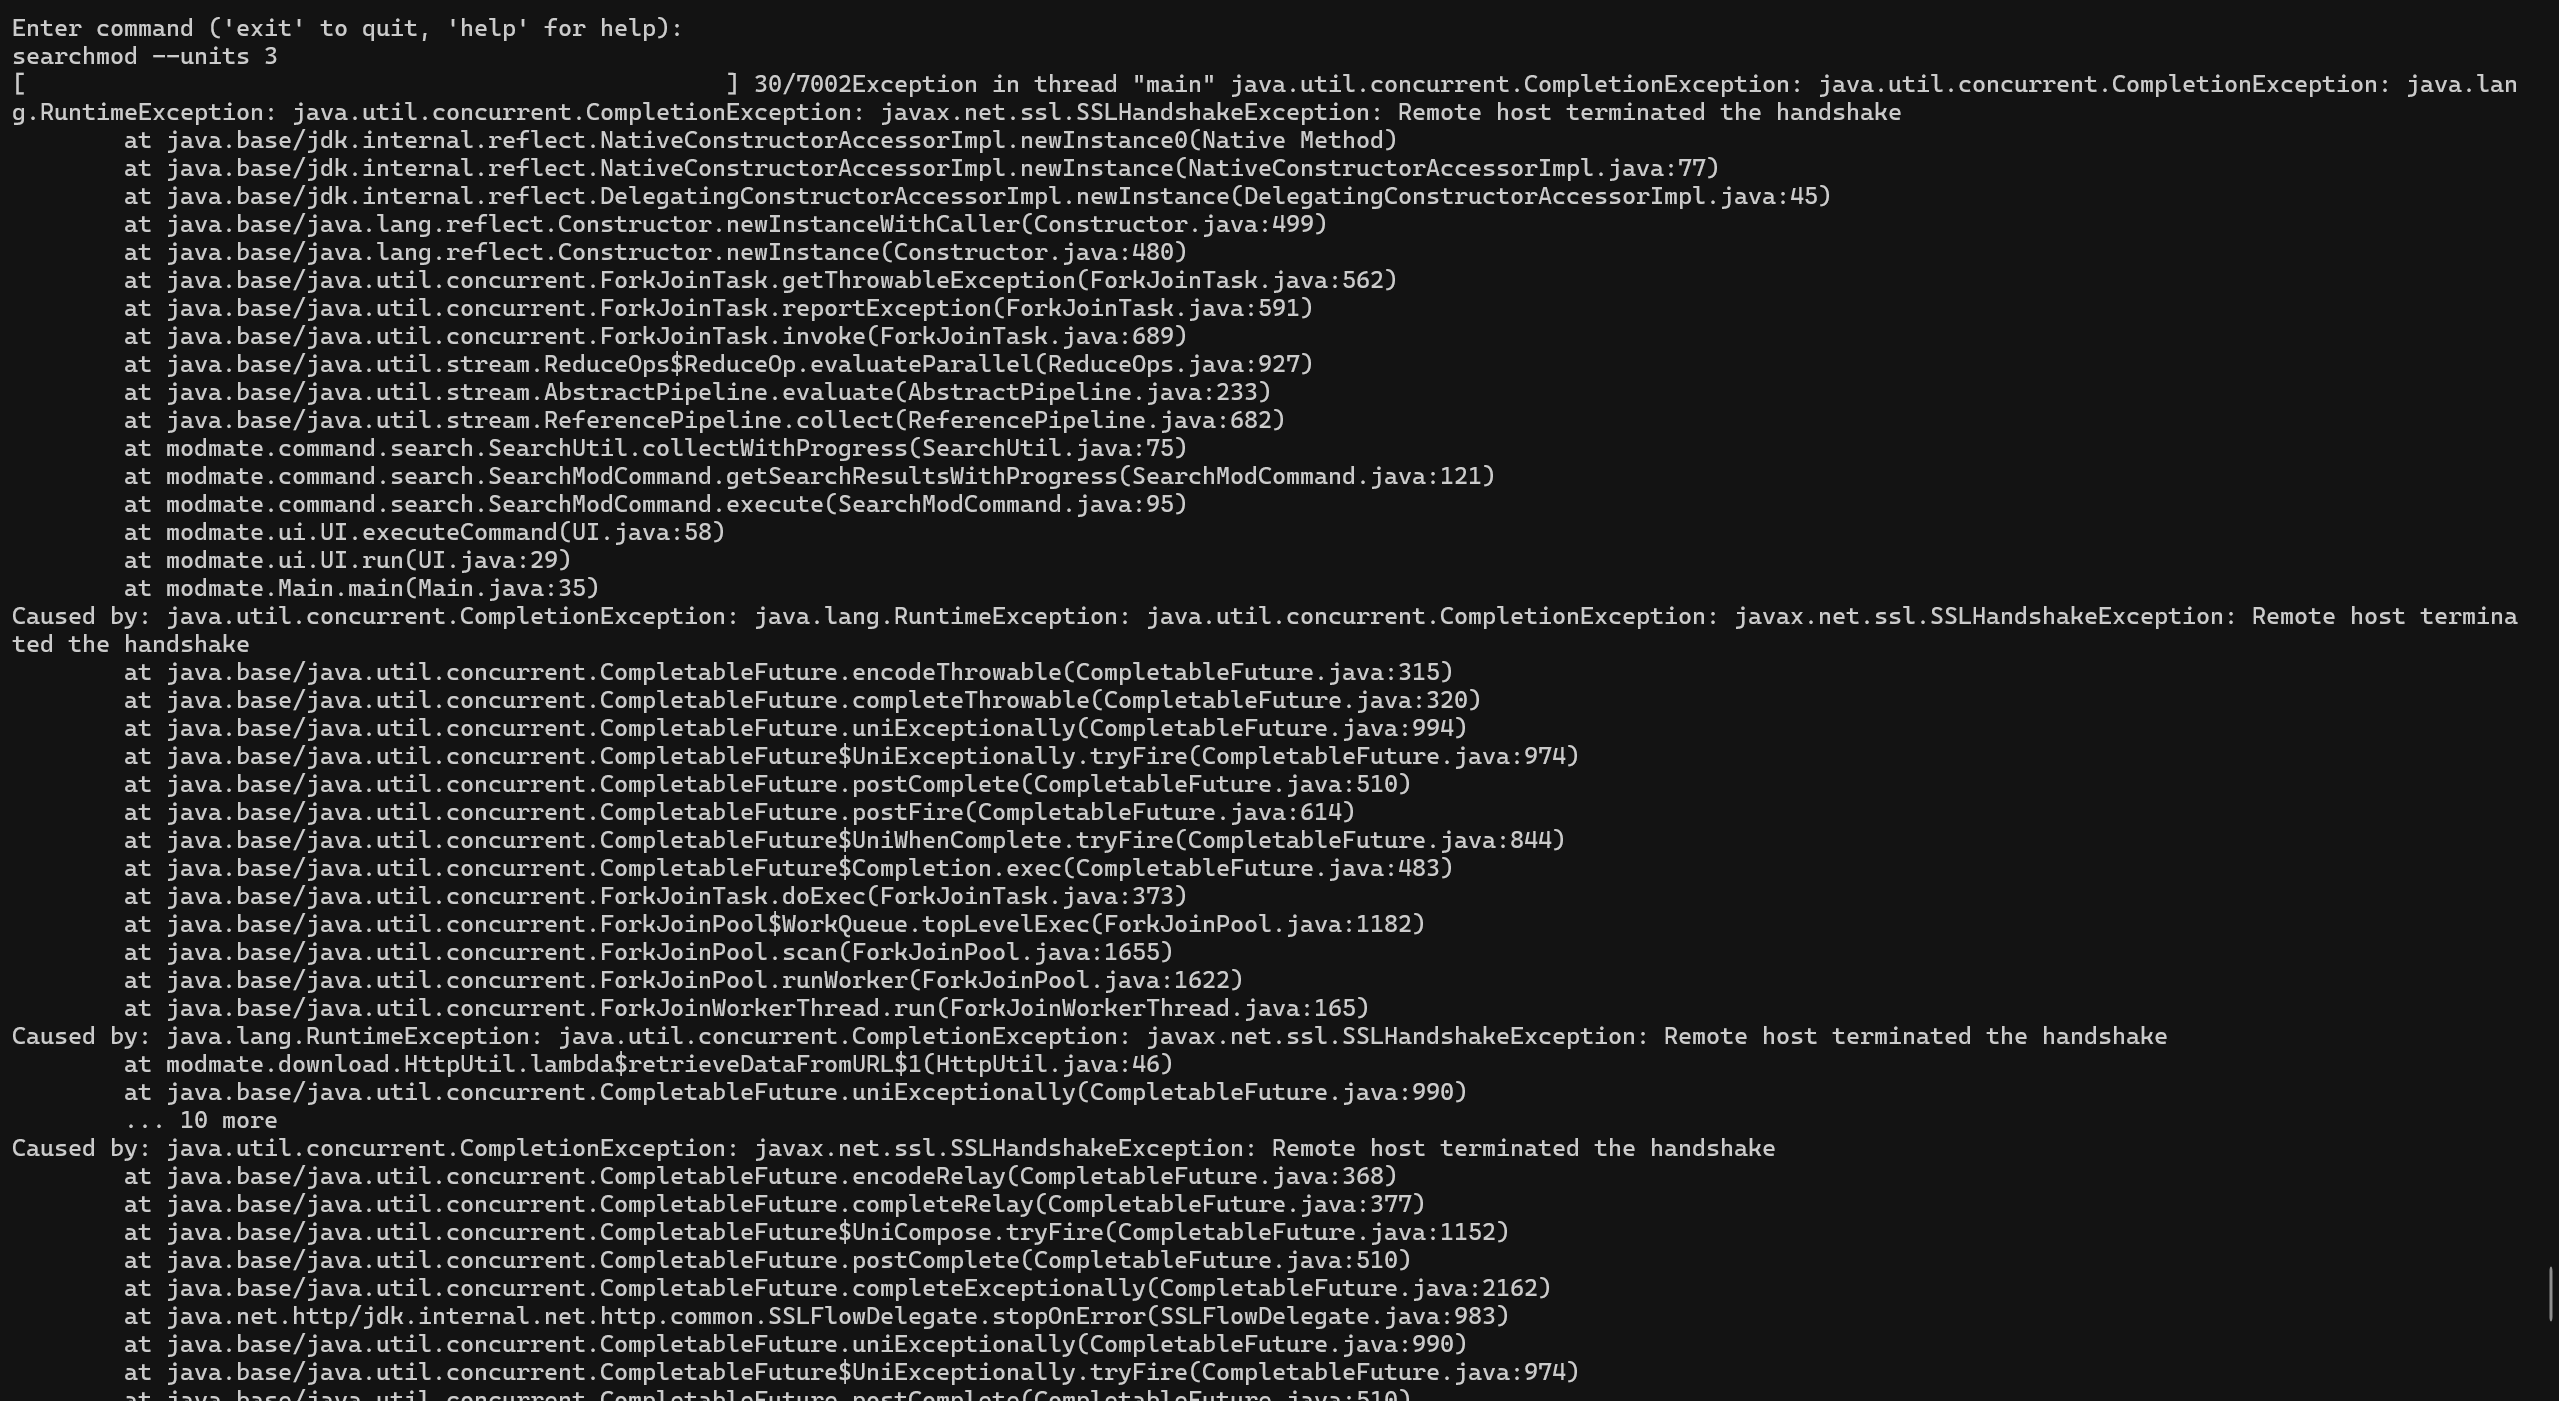 Enter command ('exit' to quit, 'help' for help):
searchmod --units 3
[                                                  ] 30/7002Exception in thread "main" java.util.concurrent.CompletionException: java.util.concurrent.CompletionException: java.lan
g.RuntimeException: java.util.concurrent.CompletionException: javax.net.ssl.SSLHandshakeException: Remote host terminated the handshake
        at java.base/jdk.internal.reflect.NativeConstructorAccessorImpl.newInstance0(Native Method)
        at java.base/jdk.internal.reflect.NativeConstructorAccessorImpl.newInstance(NativeConstructorAccessorImpl.java:77)
        at java.base/jdk.internal.reflect.DelegatingConstructorAccessorImpl.newInstance(DelegatingConstructorAccessorImpl.java:45)
        at java.base/java.lang.reflect.Constructor.newInstanceWithCaller(Constructor.java:499)
        at java.base/java.lang.reflect.Constructor.newInstance(Constructor.java:480)
        at java.base/java.util.concurrent.ForkJoinTask.getThrowableException(ForkJoinTask.java:562)
        at java.base/java.util.concurrent.ForkJoinTask.reportException(ForkJoinTask.java:591)
        at java.base/java.util.concurrent.ForkJoinTask.invoke(ForkJoinTask.java:689)
        at java.base/java.util.stream.ReduceOps$ReduceOp.evaluateParallel(ReduceOps.java:927)
        at java.base/java.util.stream.AbstractPipeline.evaluate(AbstractPipeline.java:233)
        at java.base/java.util.stream.ReferencePipeline.collect(ReferencePipeline.java:682)
        at modmate.command.search.SearchUtil.collectWithProgress(SearchUtil.java:75)
        at modmate.command.search.SearchModCommand.getSearchResultsWithProgress(SearchModCommand.java:121)
        at modmate.command.search.SearchModCommand.execute(SearchModCommand.java:95)
        at modmate.ui.UI.executeCommand(UI.java:58)
        at modmate.ui.UI.run(UI.java:29)
        at modmate.Main.main(Main.java:35)
Caused by: java.util.concurrent.CompletionException: java.lang.RuntimeException: java.util.concurrent.CompletionException: javax.net.ssl.SSLHandshakeException: Remote host termina
ted the handshake
        at java.base/java.util.concurrent.CompletableFuture.encodeThrowable(CompletableFuture.java:315)
        at java.base/java.util.concurrent.CompletableFuture.completeThrowable(CompletableFuture.java:320)
        at java.base/java.util.concurrent.CompletableFuture.uniExceptionally(CompletableFuture.java:994)
        at java.base/java.util.concurrent.CompletableFuture$UniExceptionally.tryFire(CompletableFuture.java:974)
        at java.base/java.util.concurrent.CompletableFuture.postComplete(CompletableFuture.java:510)
        at java.base/java.util.concurrent.CompletableFuture.postFire(CompletableFuture.java:614)
        at java.base/java.util.concurrent.CompletableFuture$UniWhenComplete.tryFire(CompletableFuture.java:844)
        at java.base/java.util.concurrent.CompletableFuture$Completion.exec(CompletableFuture.java:483)
        at java.base/java.util.concurrent.ForkJoinTask.doExec(ForkJoinTask.java:373)
        at java.base/java.util.concurrent.ForkJoinPool$WorkQueue.topLevelExec(ForkJoinPool.java:1182)
        at java.base/java.util.concurrent.ForkJoinPool.scan(ForkJoinPool.java:1655)
        at java.base/java.util.concurrent.ForkJoinPool.runWorker(ForkJoinPool.java:1622)
        at java.base/java.util.concurrent.ForkJoinWorkerThread.run(ForkJoinWorkerThread.java:165)
Caused by: java.lang.RuntimeException: java.util.concurrent.CompletionException: javax.net.ssl.SSLHandshakeException: Remote host terminated the handshake
        at modmate.download.HttpUtil.lambda$retrieveDataFromURL$1(HttpUtil.java:46)
        at java.base/java.util.concurrent.CompletableFuture.uniExceptionally(CompletableFuture.java:990)
        ... 10 more
Caused by: java.util.concurrent.CompletionException: javax.net.ssl.SSLHandshakeException: Remote host terminated the handshake
        at java.base/java.util.concurrent.CompletableFuture.encodeRelay(CompletableFuture.java:368)
        at java.base/java.util.concurrent.CompletableFuture.completeRelay(CompletableFuture.java:377)
        at java.base/java.util.concurrent.CompletableFuture$UniCompose.tryFire(CompletableFuture.java:1152)
        at java.base/java.util.concurrent.CompletableFuture.postComplete(CompletableFuture.java:510)
        at java.base/java.util.concurrent.CompletableFuture.completeExceptionally(CompletableFuture.java:2162)
        at java.net.http/jdk.internal.net.http.common.SSLFlowDelegate.stopOnError(SSLFlowDelegate.java:983)
        at java.base/java.util.concurrent.CompletableFuture.uniExceptionally(CompletableFuture.java:990)
        at java.base/java.util.concurrent.CompletableFuture$UniExceptionally.tryFire(CompletableFuture.java:974)
        at java.base/java.util.concurrent.CompletableFuture.postComplete(CompletableFuture.java:510)